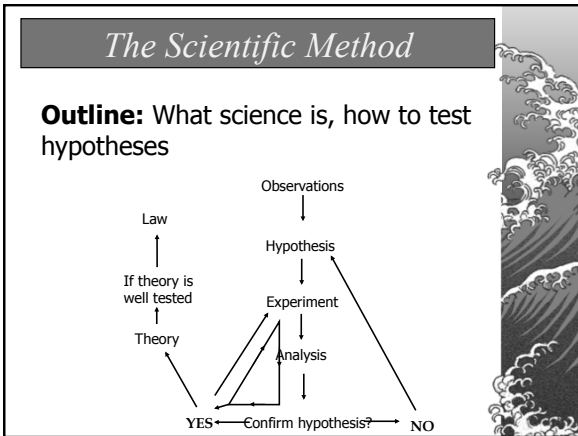 The Scientific Method
Outline: What science is, how to test
hypotheses
Observations
Law
Hypothesis
If theory is
well tested
Experiment
Theory
Analysis
YES
Confirm hypothesis?
NO